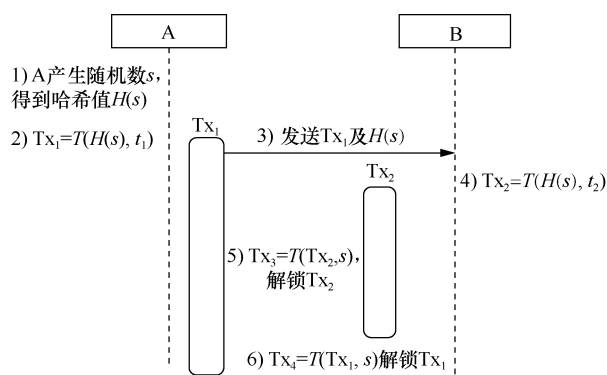 A
B
1) A产生随机数s，
得到哈希值H(s)
2) Tx₁=T(H(s), t₁)
Tx₁
3) 发送Tx₁及H(s)
Tx₂
4) Tx₂=T(H(s), t₂)
5) Tx₃=T(Tx₂,s)，
解锁Tx₂
6) Tx₄=T(Tx₁, s)解锁Tx₁